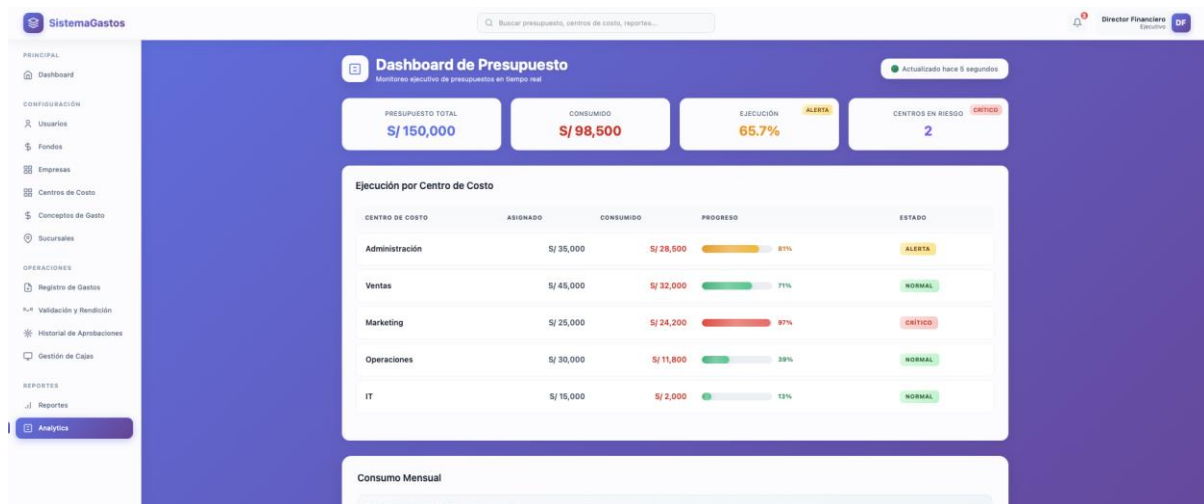 SistemaGastos
Buscar presupuesto, centros de costo, reportes...
3
Director Financiero
Ejecutivo
DF
PRINCIPAL
Dashboard
CONFIGURACIÓN
Usuarios
Fondos
Empresas
Centros de Costo
Conceptos de Gasto
Sucursales
OPERACIONES
Registro de Gastos
Validación y Rendición
Historial de Aprobaciones
Gestión de Cajas
REPORTES
Reportes
Analytics
Dashboard de Presupuesto
Monitoreo ejecutivo de presupuestos en tiempo real
Actualizado hace 5 segundos
PRESUPUESTO TOTAL
S/ 150,000
CONSUMIDO
S/ 98,500
EJECUCIÓN
ALERTA
65.7%
CENTROS EN RIESGO
CRÍTICO
2
Ejecución por Centro de Costo
CENTRO DE COSTO ASIGNADO CONSUMIDO PROGRESO ESTADO
Administración S/ 35,000 S/ 28,500 81% ALERTA
Ventas S/ 45,000 S/ 32,000 71% NORMAL
Marketing S/ 25,000 S/ 24,200 97% CRÍTICO
Operaciones S/ 30,000 S/ 11,800 39% NORMAL
IT S/ 15,000 S/ 2,000 13% NORMAL
Consumo Mensual